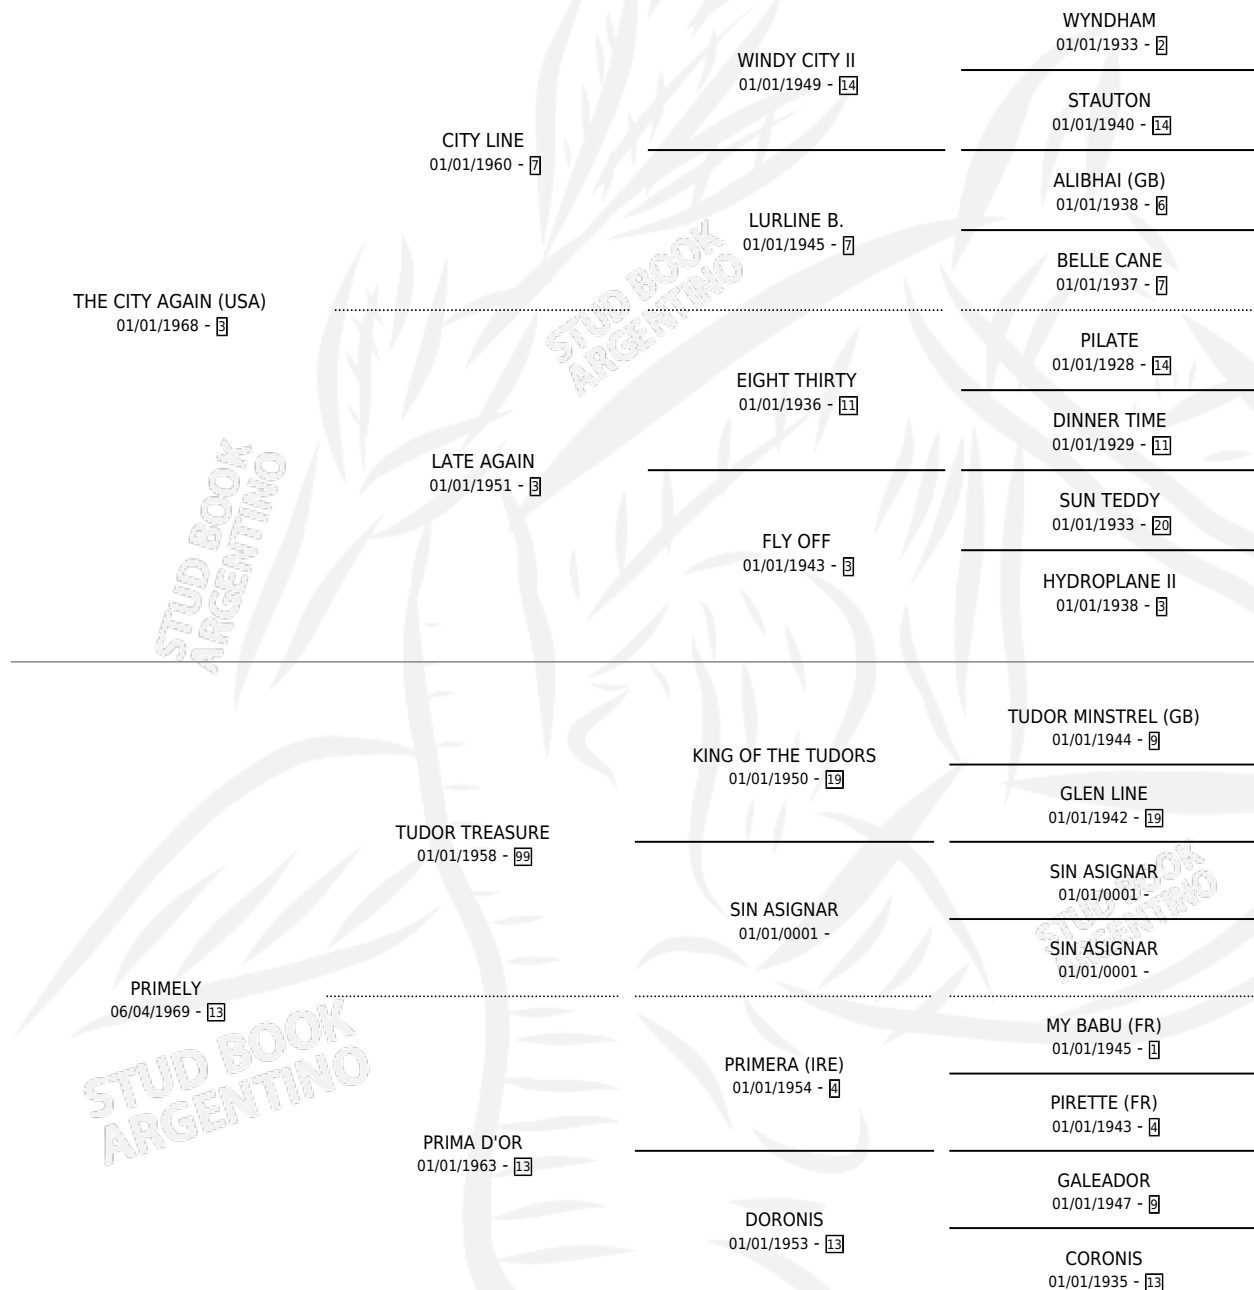 WYNDHAM
01/01/1933 - 2
WINDY CITY II
01/01/1949 - 14
STAUTON
01/01/1940 - 14
CITY LINE
01/01/1960 - 7
ALIBHAI (GB)
01/01/1938 - 6
LURLINE B.
01/01/1945 - 7
BELLE CANE
01/01/1937 - 7
THE CITY AGAIN (USA)
01/01/1968 - 3
STUD BOOK
ARGENTINO
PILATE
01/01/1928 - 14
EIGHT THIRTY
01/01/1936 - 11
DINNER TIME
01/01/1929 - 11
LATE AGAIN
01/01/1951 - 3
SUN TEDDY
01/01/1933 - 20
FLY OFF
01/01/1943 - 3
HYDROPLANE II
01/01/1938 - 3
STUD BOOK
ARGENTINO
TUDOR MINSTREL (GB)
01/01/1944 - 9
KING OF THE TUDORS
01/01/1950 - 19
GLEN LINE
01/01/1942 - 19
TUDOR TREASURE
01/01/1958 - 99
SIN ASIGNAR
01/01/0001 -
SIN ASIGNAR
01/01/0001 -
SIN ASIGNAR
01/01/0001 -
STUD BOOK
ARGENTINO
PRIMELY
06/04/1969 - 13
MY BABU (FR)
01/01/1945 - 1
PRIMERA (IRE)
01/01/1954 - 4
PIRETTE (FR)
01/01/1943 - 4
STUD BOOK
ARGENTINO
PRIMA D'OR
01/01/1963 - 13
GALEADOR
01/01/1947 - 9
DORONIS
01/01/1953 - 13
CORONIS
01/01/1935 - 13